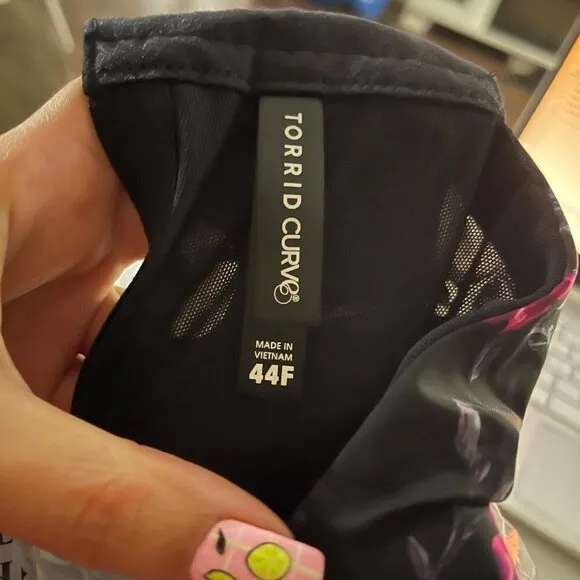 TORRID CURVE®
MADE IN
VIETNAM
44F